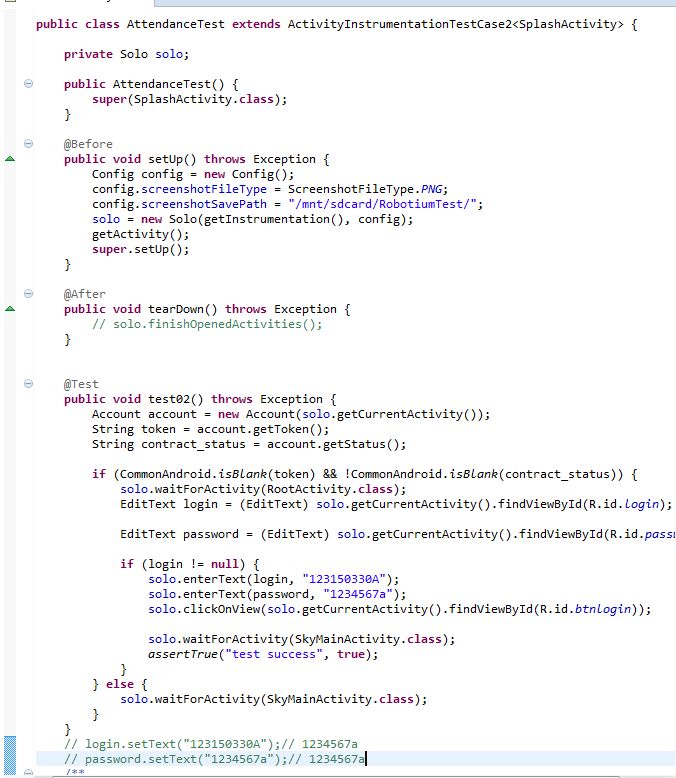 public class AttendanceTest extends ActivityInstrumentationTestCase2<SplashActivity> {
private Solo solo;
public AttendanceTest() {
super(SplashActivity.class);
}
@Before
public void setUp() throws Exception {
Config config = new Config();
config.screenshotFileType = ScreenshotFileType.PNG;
config.screenshotSavePath = "/mnt/sdcard/RobotiumTest/";
solo = new Solo(getInstrumentation(), config);
getActivity();
super.setUp();
}
@After
public void tearDown() throws Exception {
// solo.finishOpenedActivities();
}
@Test
public void test02() throws Exception {
Account account = new Account(solo.getCurrentActivity());
String token = account.getToken();
String contract_status = account.getStatus();
if (CommonAndroid.isBlank(token) && !CommonAndroid.isBlank(contract_status)) {
solo.waitForActivity(RootActivity.class);
EditText login = (EditText) solo.getCurrentActivity().findViewById(R.id.login);
EditText password = (EditText) solo.getCurrentActivity().findViewById(R.id.passw
if (login != null) {
solo.enterText(login, "123150330A");
solo.enterText(password, "1234567a");
solo.clickOnView(solo.getCurrentActivity().findViewById(R.id.btnlogin));
solo.waitForActivity(SkyMainActivity.class);
assertTrue("test success", true);
}
} else {
solo.waitForActivity(SkyMainActivity.class);
}
}
// login.setText("123150330A");// 1234567a
// password.setText("1234567a");// 1234567a
/**